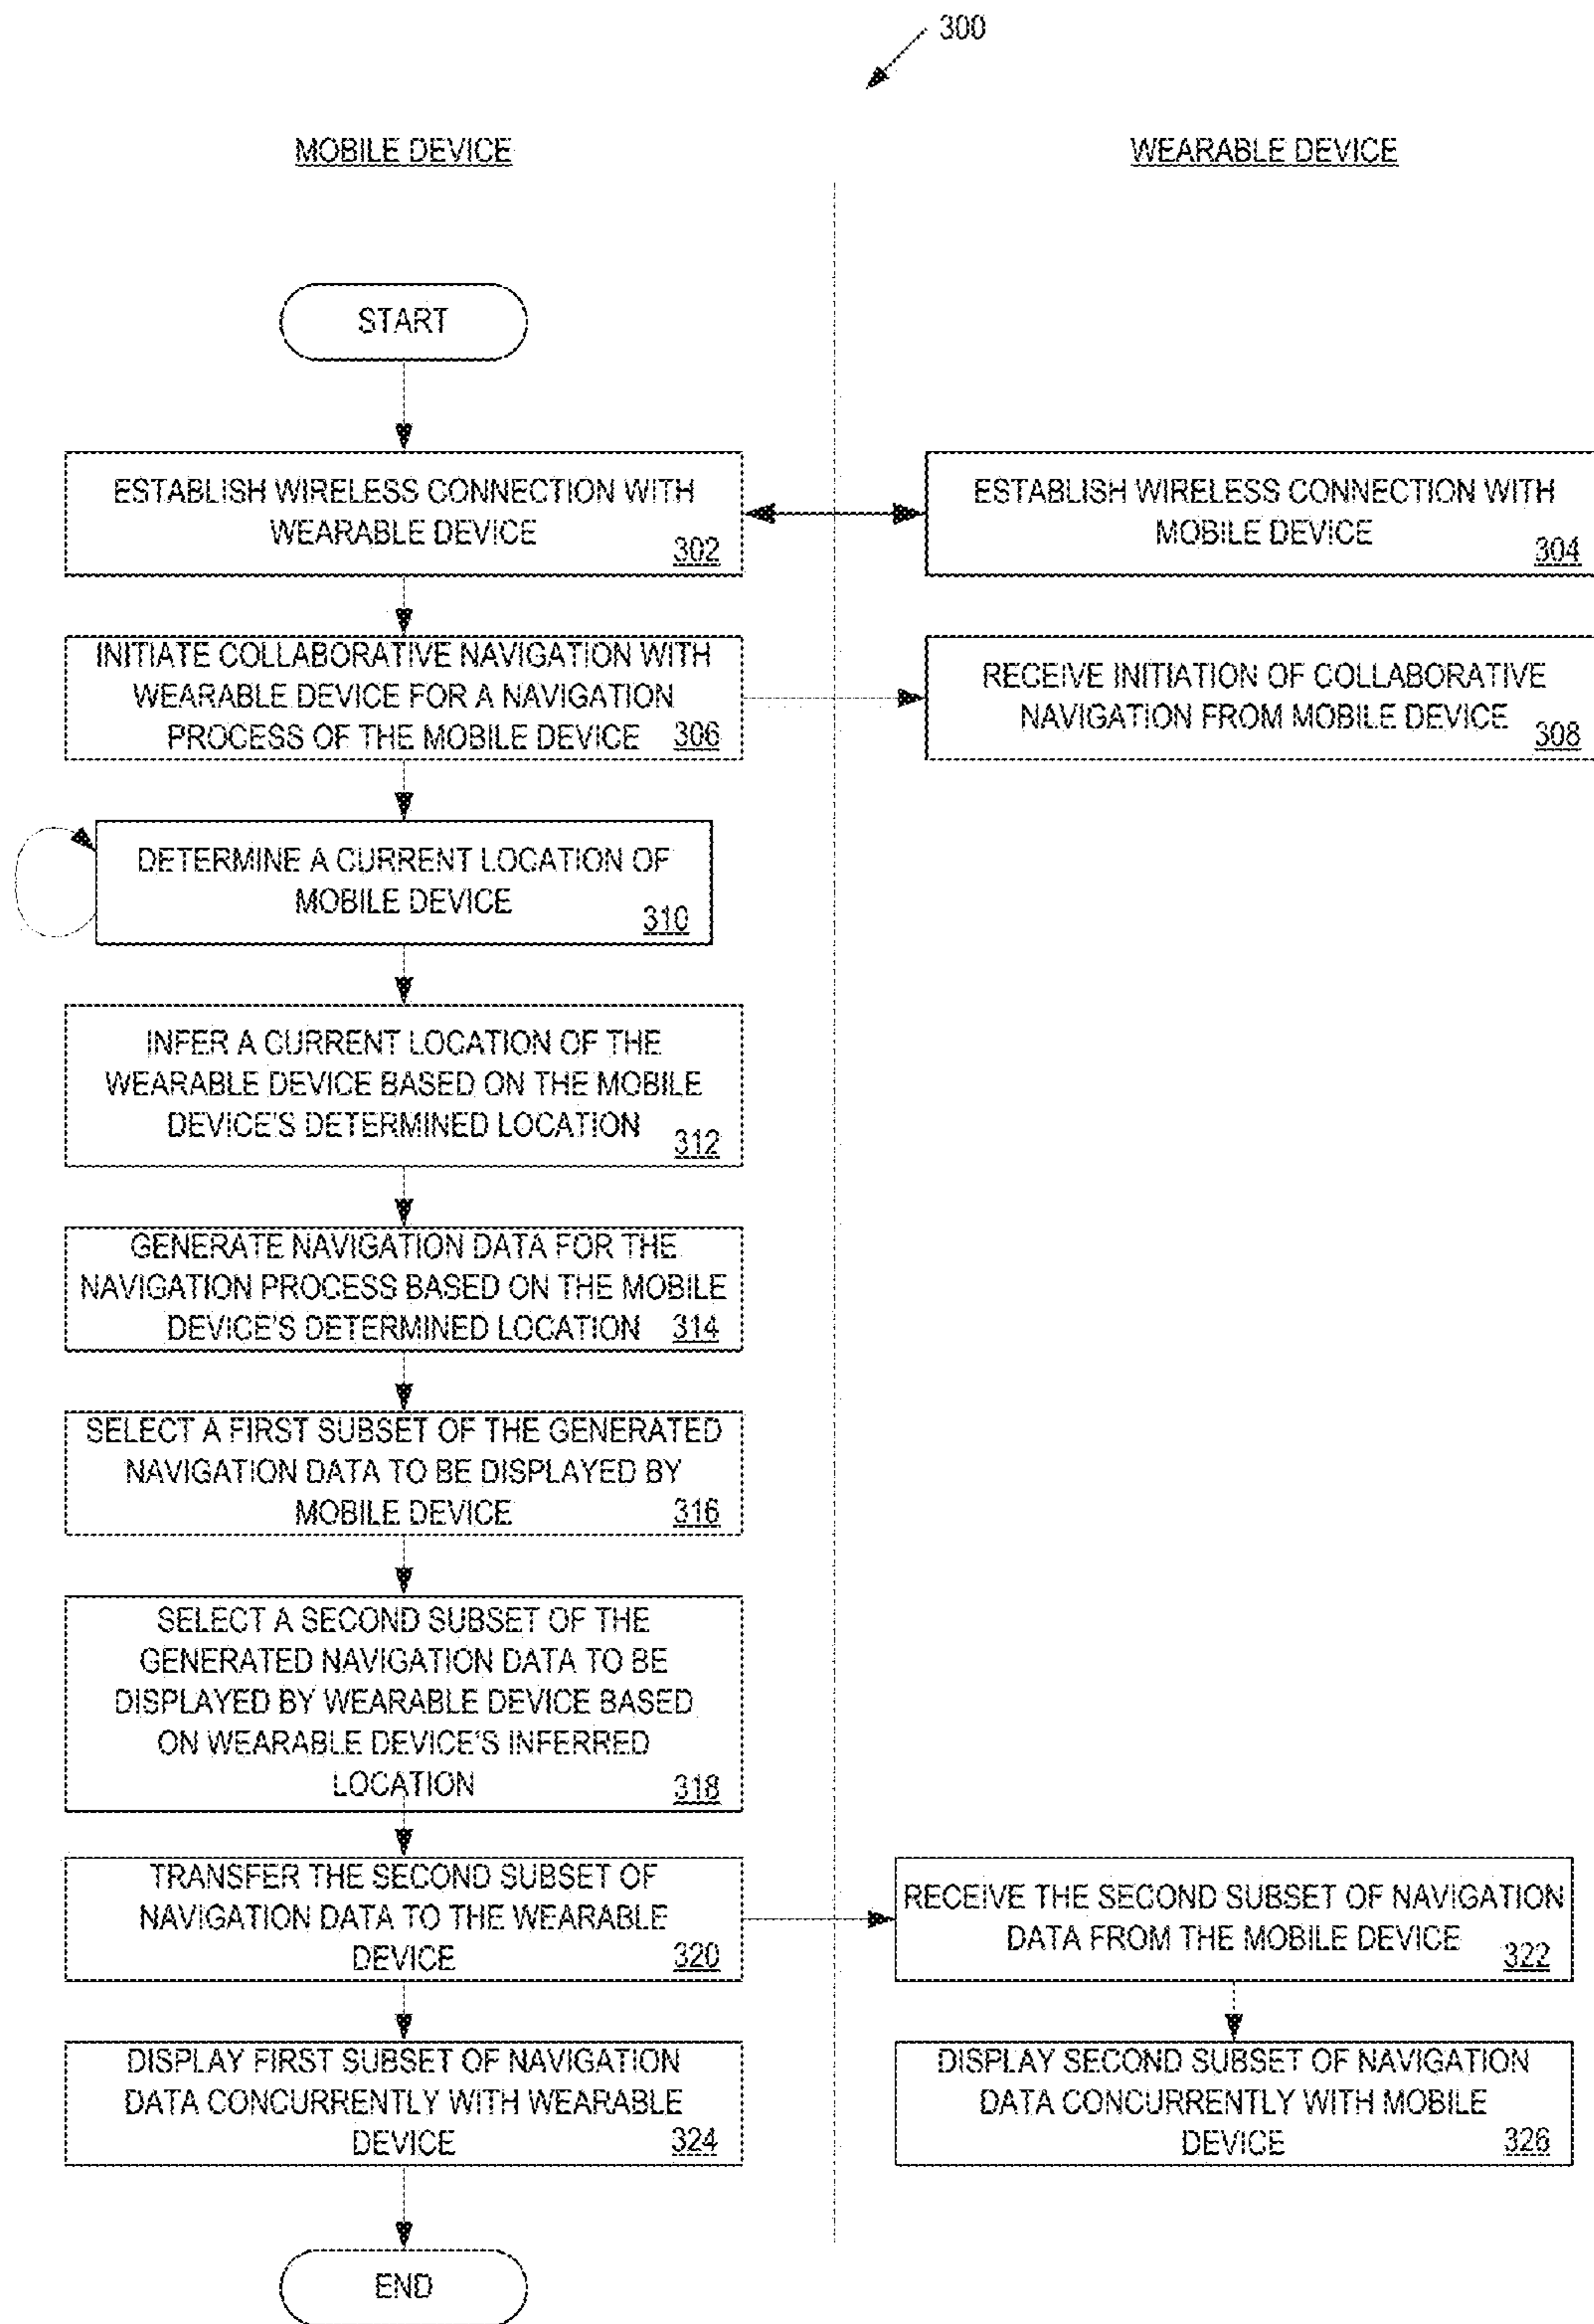 300
MOBILE DEVICE
WEARABLE DEVICE
START
ESTABLISH WIRELESS CONNECTION WITH
WEARABLE DEVICE
302
ESTABLISH WIRELESS CONNECTION WITH
MOBILE DEVICE
304
INITIATE COLLABORATIVE NAVIGATION WITH
WEARABLE DEVICE FOR A NAVIGATION
PROCESS OF THE MOBILE DEVICE 306
RECEIVE INITIATION OF COLLABORATIVE
NAVIGATION FROM MOBILE DEVICE
308
DETERMINE A CURRENT LOCATION OF
MOBILE DEVICE
310
INFER A CURRENT LOCATION OF THE
WEARABLE DEVICE BASED ON THE MOBILE
DEVICE'S DETERMINED LOCATION
312
GENERATE NAVIGATION DATA FOR THE
NAVIGATION PROCESS BASED ON THE MOBILE
DEVICE'S DETERMINED LOCATION 314
SELECT A FIRST SUBSET OF THE GENERATED
NAVIGATION DATA TO BE DISPLAYED BY
MOBILE DEVICE 316
SELECT A SECOND SUBSET OF THE
GENERATED NAVIGATION DATA TO BE
DISPLAYED BY WEARABLE DEVICE BASED
ON WEARABLE DEVICE'S INFERRED
LOCATION 318
TRANSFER THE SECOND SUBSET OF
NAVIGATION DATA TO THE WEARABLE
DEVICE 320
RECEIVE THE SECOND SUBSET OF NAVIGATION
DATA FROM THE MOBILE DEVICE 322
DISPLAY FIRST SUBSET OF NAVIGATION
DATA CONCURRENTLY WITH WEARABLE
DEVICE 324
DISPLAY SECOND SUBSET OF NAVIGATION
DATA CONCURRENTLY WITH MOBILE
DEVICE 326
END